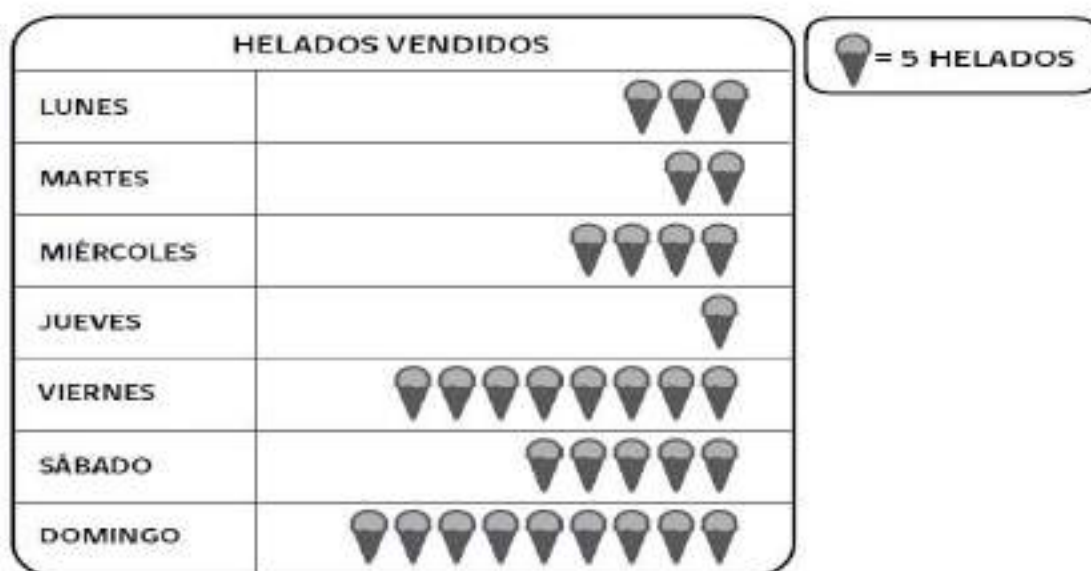 HELADOS VENDIDOS
= 5 HELADOS
LUNES
MARTES
MIÉRCOLES
JUEVES
VIERNES
SÁBADO
DOMINGO